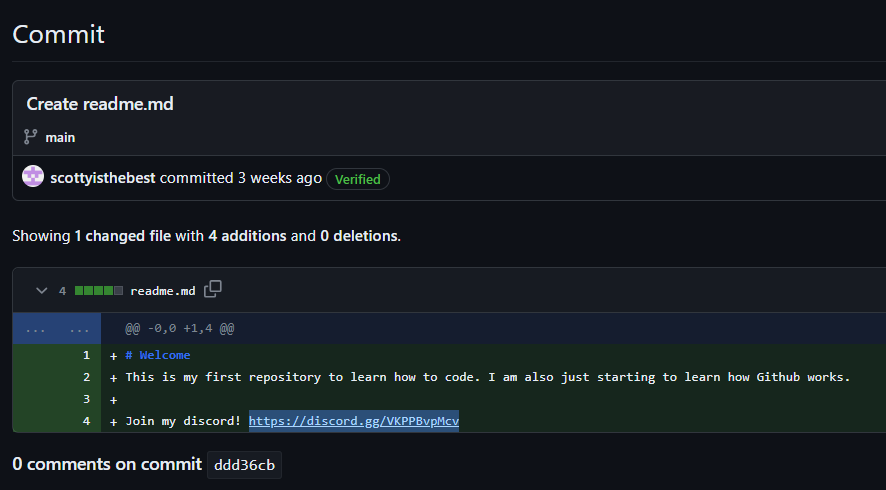 Commit
Create readme.md
main
scottyisthebest committed 3 weeks ago Verified
Showing 1 changed file with 4 additions and 0 deletions.
4 readme.md
... ... @@ -0,0 +1,4 @@
1 + # Welcome
2 + This is my first repository to learn how to code. I am also just starting to learn how Github works.
3 +
4 + Join my discord! https://discord.gg/VKPPBvpMcv
0 comments on commit ddd36cb